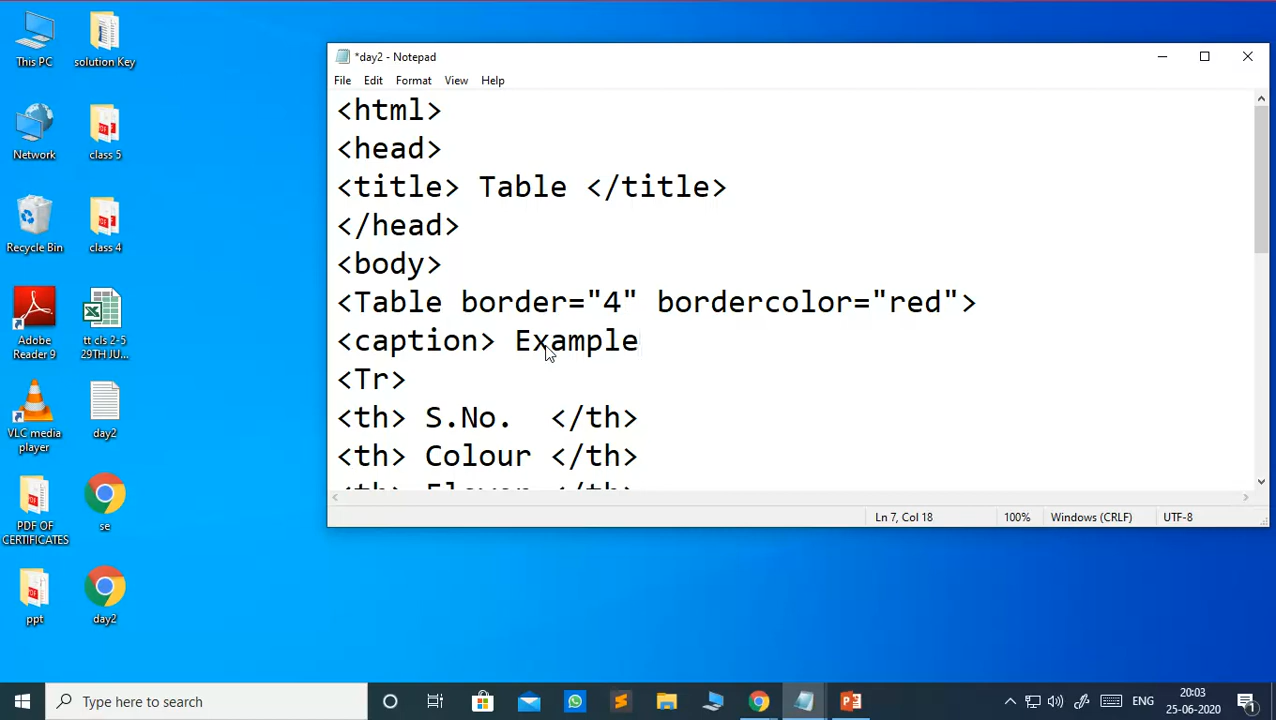 This PC
solution Key
Network
class 5
Recycle Bin
class 4
Adobe
Reader 9
tt cls 2-5
29TH JU...
VLC media
player
day2
PDF OF
CERTIFICATES
se
ppt
day2
*day2 - Notepad
File Edit Format View Help
<html>
<head>
<title> Table </title>
</head>
<body>
<Table border="4" bordercolor="red">
<caption> Example
<Tr>
<th> S.No.  </th>
<th> Colour </th>
<th> Flower </th>
Ln 7, Col 18 100% Windows (CRLF) UTF-8
Type here to search
ENG
20:03
25-06-2020
1